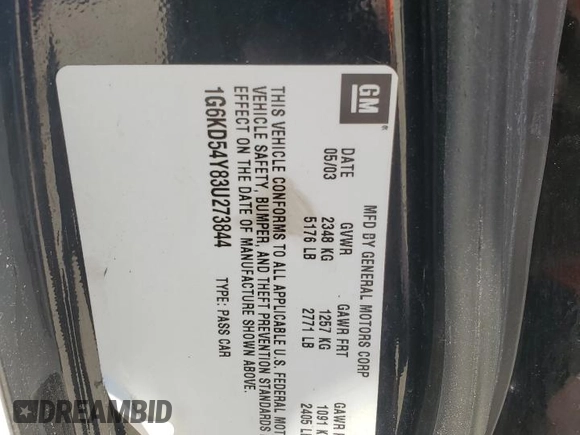 GM
®
MFD BY GENERAL MOTORS CORP
DATE GVWR GAWR FRT GAWR
05/03 2348 KG 1257 KG 1091 K
5176 LB 2771 LB 2405 L
THIS VEHICLE CONFORMS TO ALL APPLICABLE U.S. FEDERAL MOT
VEHICLE SAFETY, BUMPER, AND THEFT PREVENTION STANDARDS
EFFECT ON THE DATE OF MANUFACTURE SHOWN ABOVE.
1G6KD54Y83U273844 TYPE: PASS CAR
DREAMBID